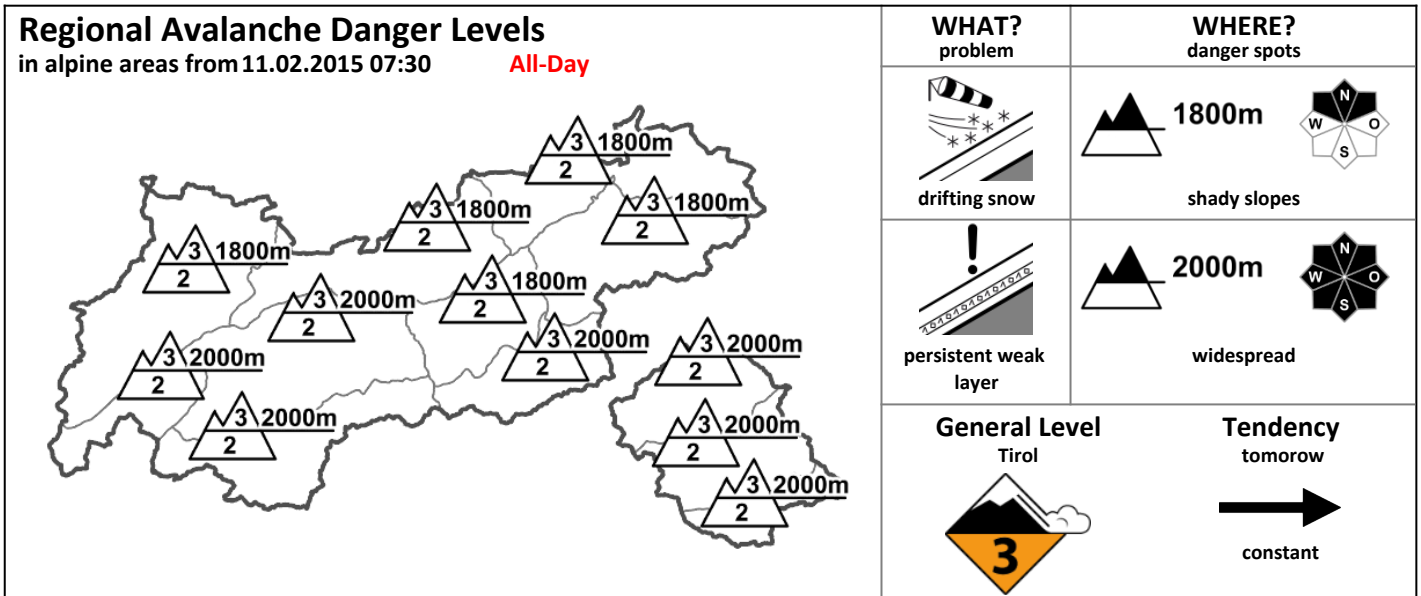 Regional Avalanche Danger Levels
in alpine areas from 11.02.2015 07:30 All-Day
3 1800m
2
3 1800m
2
3 1800m
2
3 1800m
2
3 1800m
2
3 2000m
2
3 2000m
2
3 2000m
2
3 2000m
2
3 2000m
2
3 2000m
2
3 2000m
2
WHAT?
problem
WHERE?
danger spots
drifting snow
1800m
N
W O
S
shady slopes
!
persistent weak
layer
2000m
N
W O
S
widespread
General Level
Tirol
3
Tendency
tomorow
constant